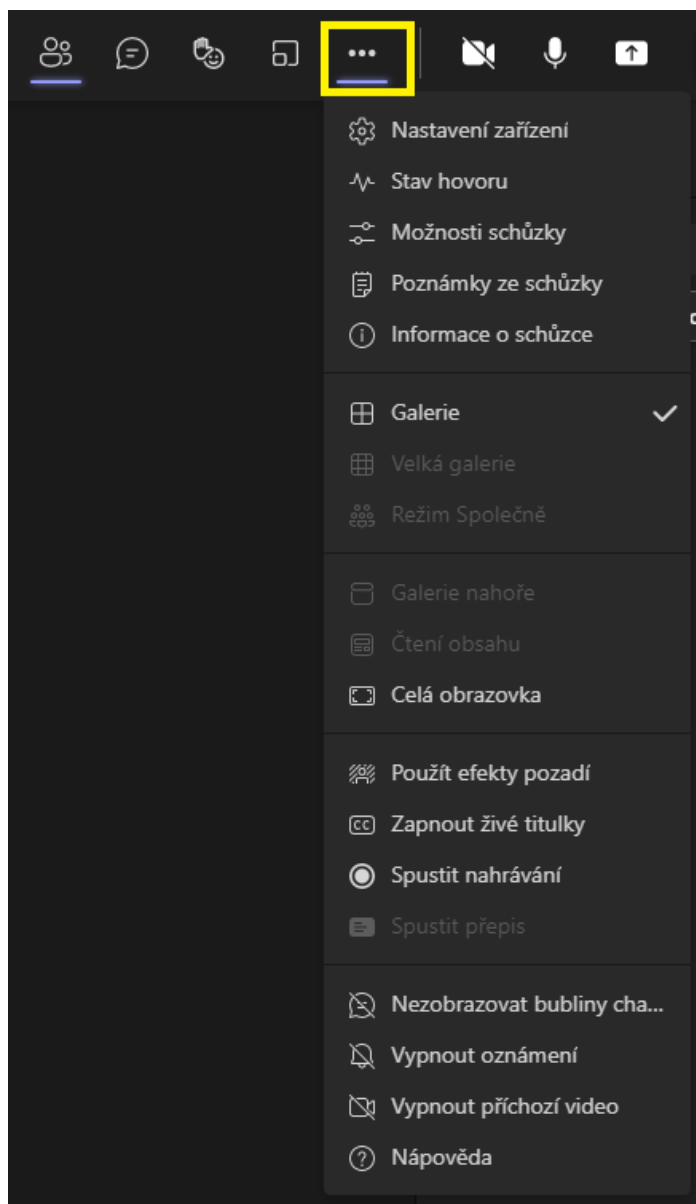 Nastavení zařízení
Stav hovoru
Možnosti schůzky
Poznámky ze schůzky
Informace o schůzce
Galerie
Velká galerie
Režim Společně
Galerie nahoře
Čtení obsahu
Celá obrazovka
Použít efekty pozadí
CC Zapnout živé titulky
Spustit nahrávání
Spustit přepis
Nezobrazovat bubliny cha...
Vypnout oznámení
Vypnout příchozí video
Nápověda